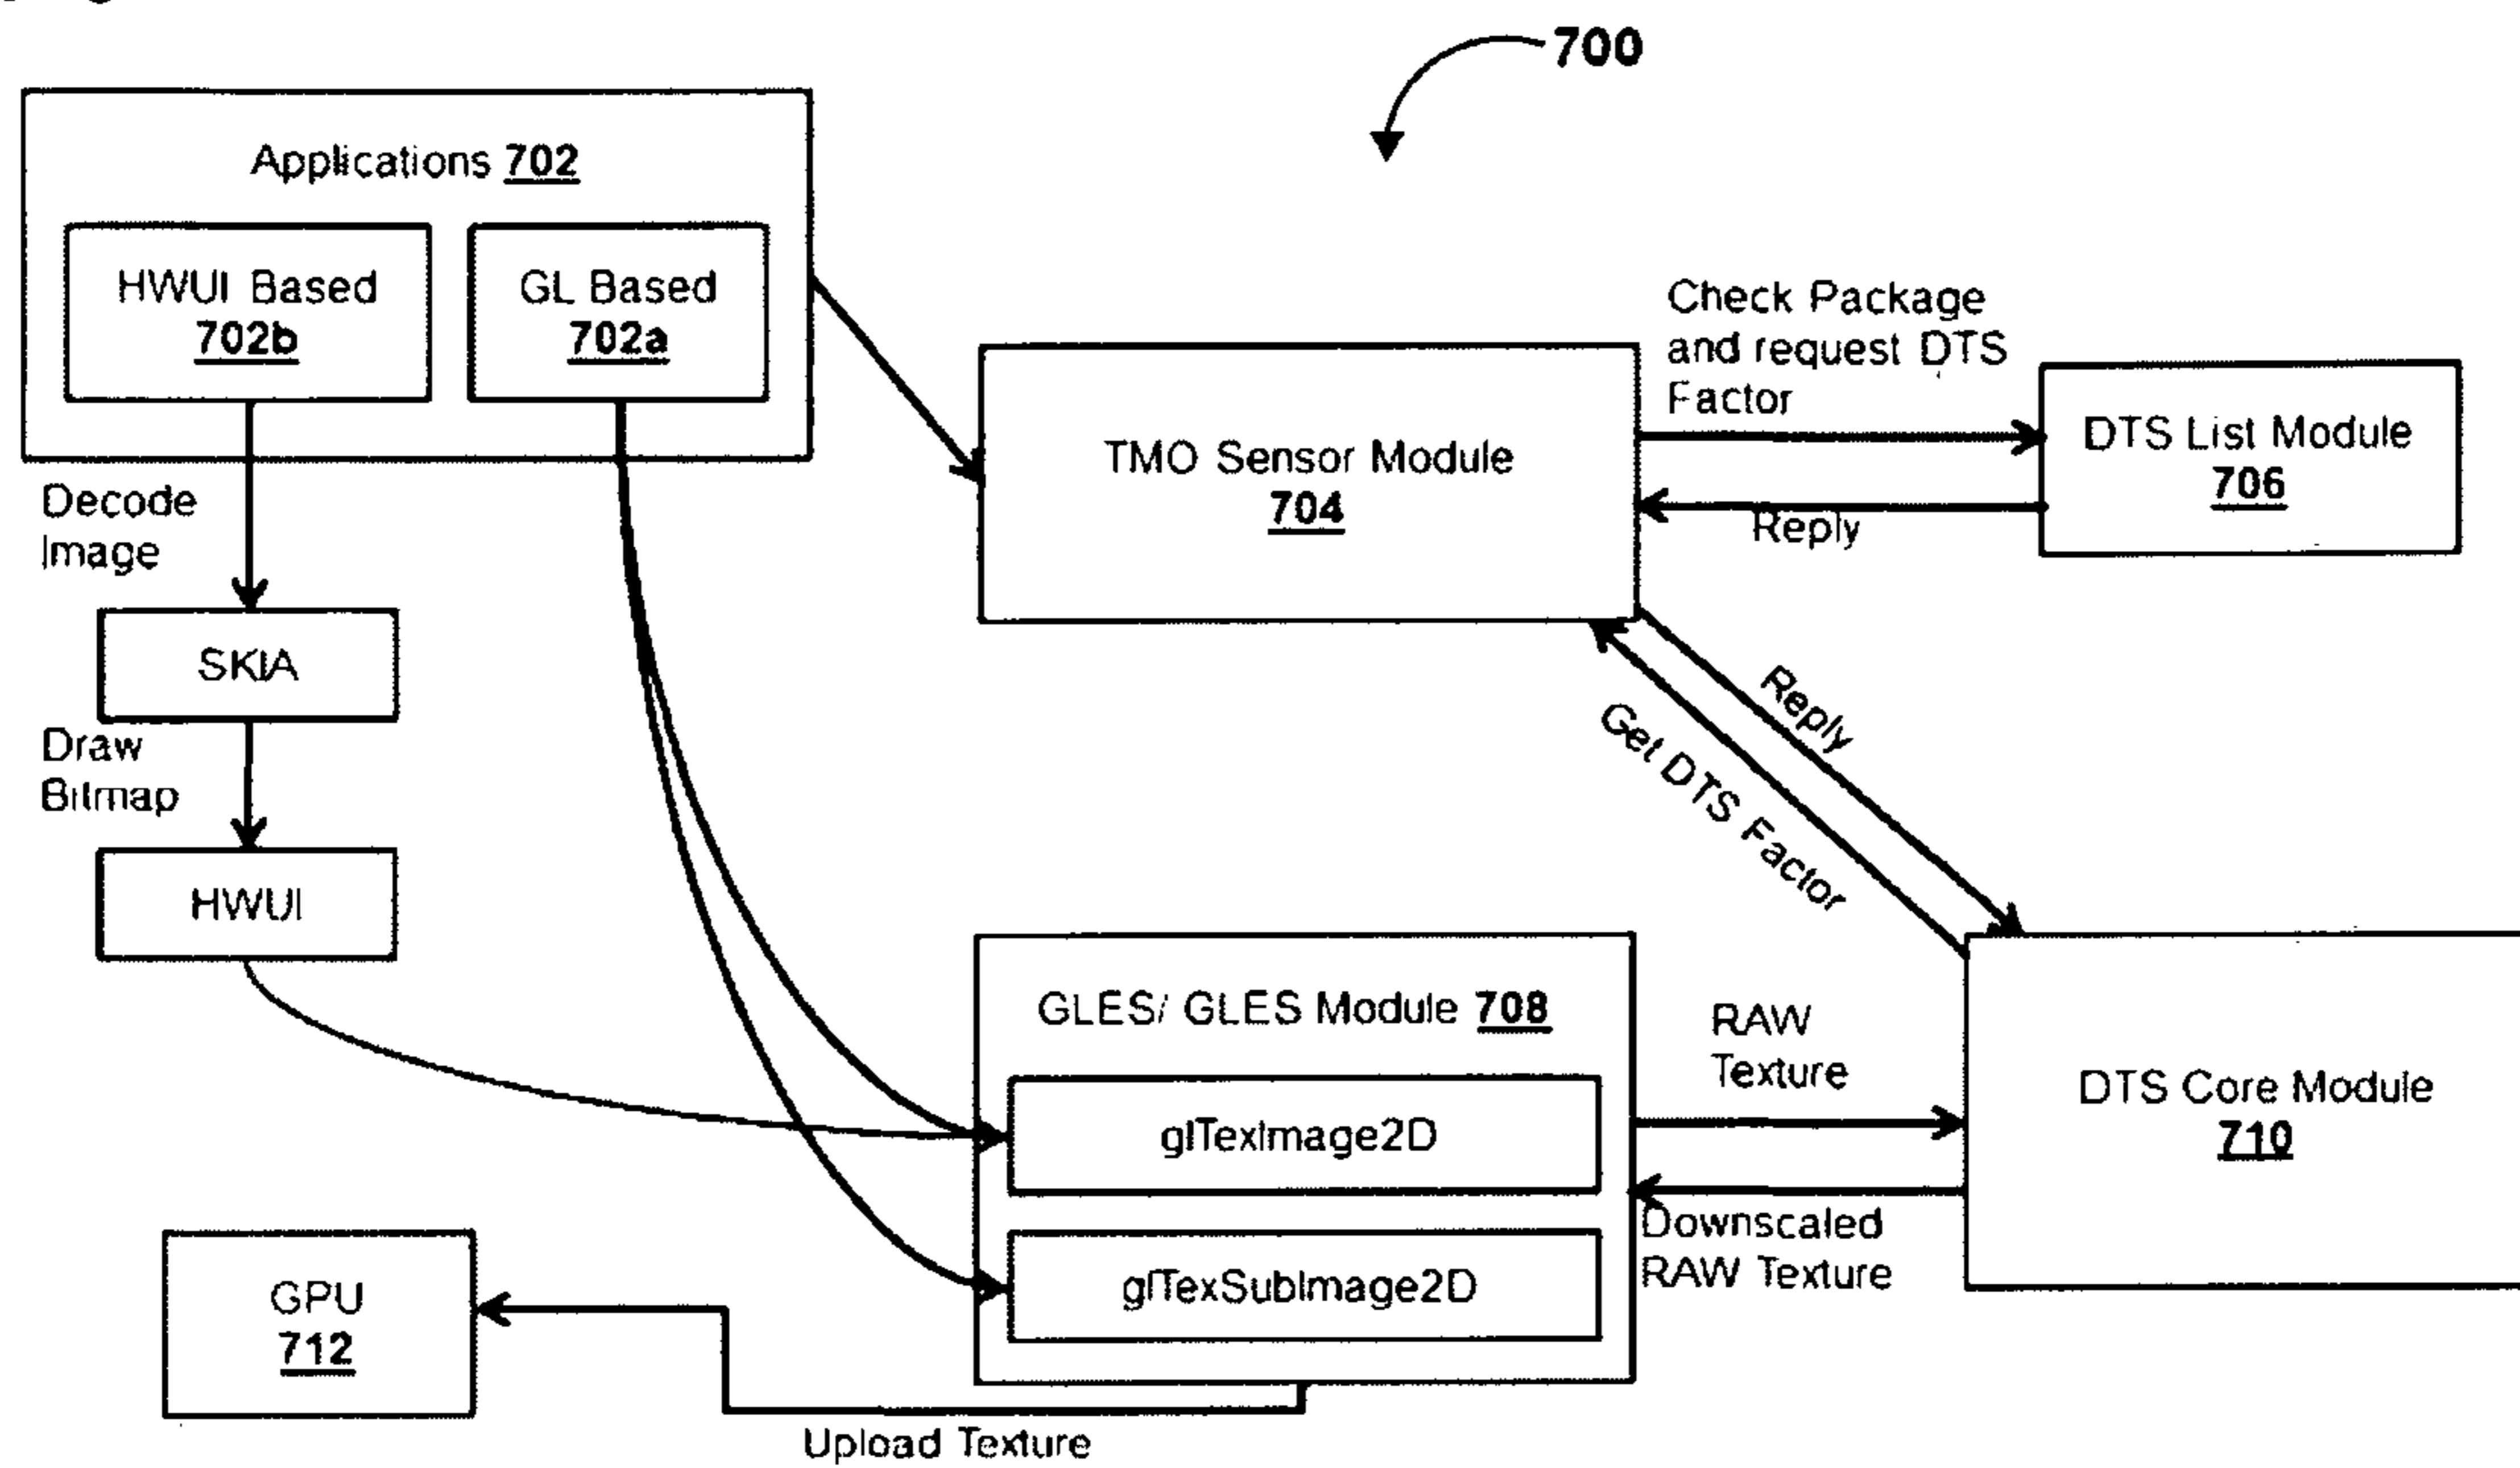 700
Applications 702
HWUI Based
702b
GL Based
702a
Check Package
and request DTS
Factor
TMO Sensor Module
704
DTS List Module
706
Reply
Decode
Image
SKIA
Draw
Bitmap
HWUI
Reply
Get DTS Factor
GLES/ GLES Module 708
glTexImage2D
glTexSubImage2D
RAW
Texture
DTS Core Module
710
Downscaled
RAW Texture
GPU
712
Upload Texture